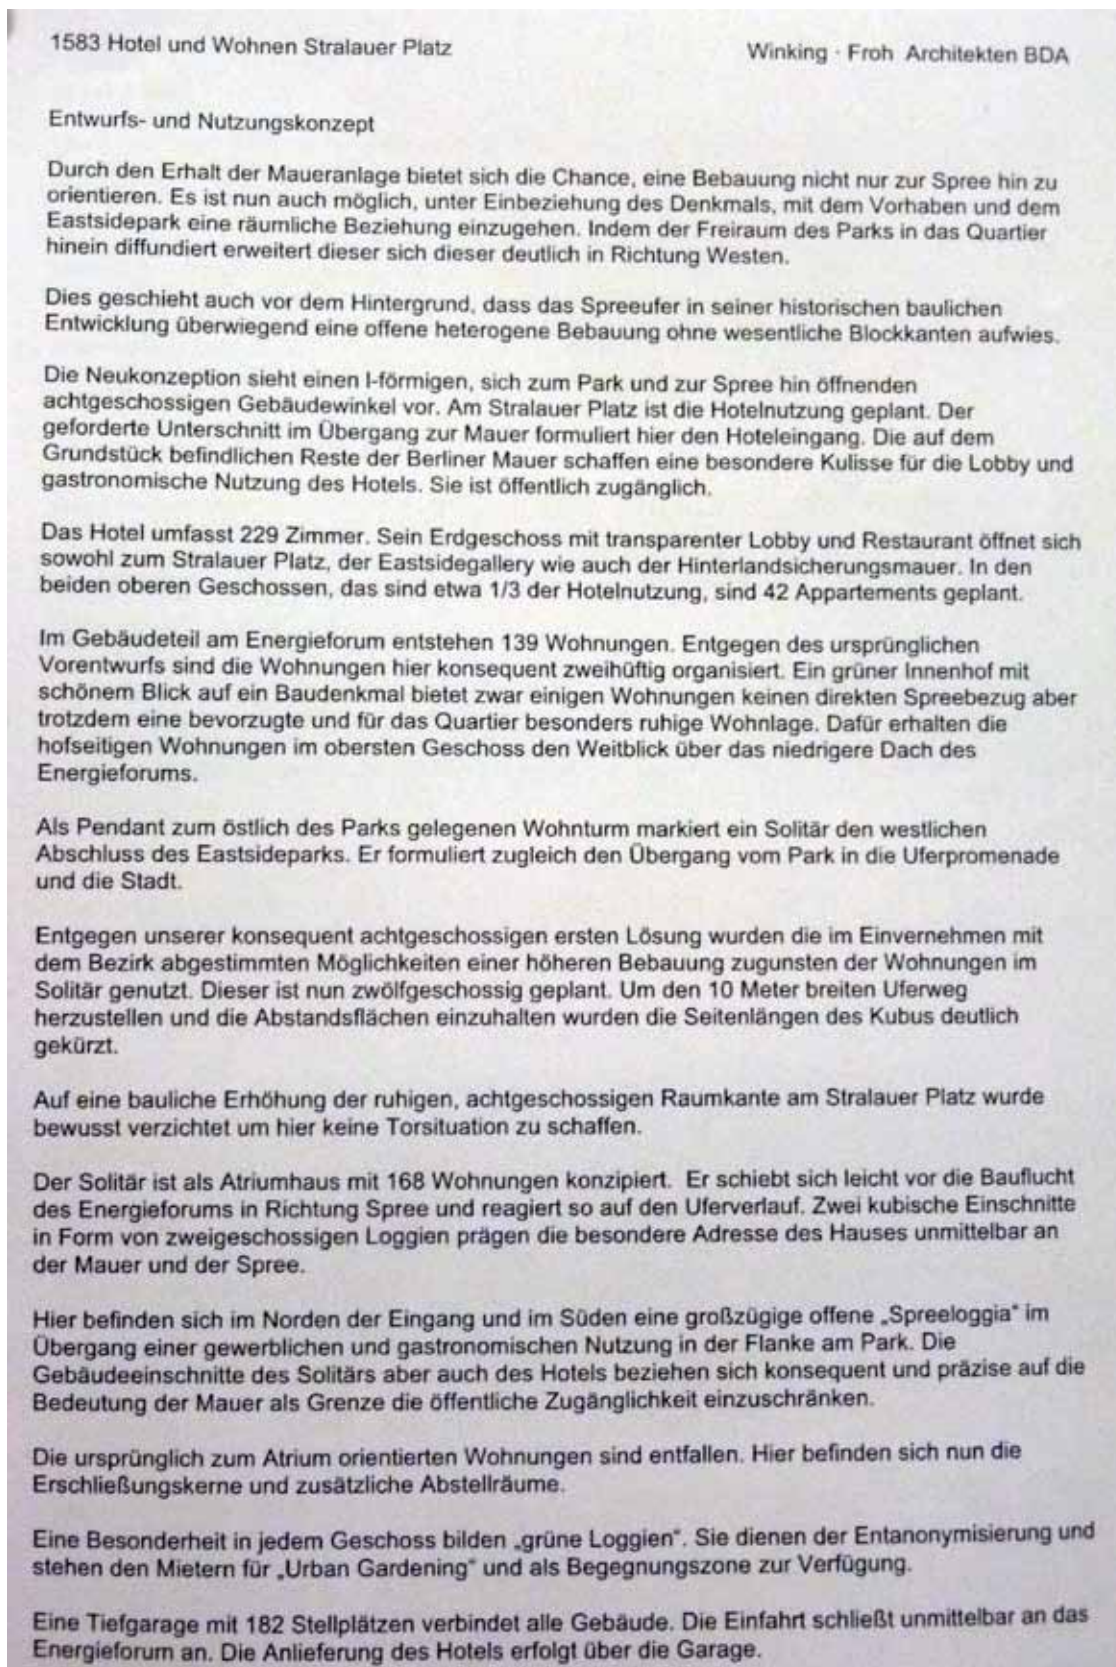 1583 Hotel und Wohnen Stralauer Platz
Winking · Froh Architekten BDA
Entwurfs- und Nutzungskonzept
Durch den Erhalt der Maueranlage bietet sich die Chance, eine Bebauung nicht nur zur Spree hin zu
orientieren. Es ist nun auch möglich, unter Einbeziehung des Denkmals, mit dem Vorhaben und dem
Eastsidepark eine räumliche Beziehung einzugehen. Indem der Freiraum des Parks in das Quartier
hinein diffundiert erweitert dieser sich dieser deutlich in Richtung Westen.
Dies geschieht auch vor dem Hintergrund, dass das Spreeufer in seiner historischen baulichen
Entwicklung überwiegend eine offene heterogene Bebauung ohne wesentliche Blockkanten aufwies.
Die Neukonzeption sieht einen l-förmigen, sich zum Park und zur Spree hin öffnenden
achtgeschossigen Gebäudewinkel vor. Am Stralauer Platz ist die Hotelnutzung geplant. Der
geforderte Unterschnitt im Übergang zur Mauer formuliert hier den Hoteleingang. Die auf dem
Grundstück befindlichen Reste der Berliner Mauer schaffen eine besondere Kulisse für die Lobby und
gastronomische Nutzung des Hotels. Sie ist öffentlich zugänglich.
Das Hotel umfasst 229 Zimmer. Sein Erdgeschoss mit transparenter Lobby und Restaurant öffnet sich
sowohl zum Stralauer Platz, der Eastsidegallery wie auch der Hinterlandsicherungsmauer. In den
beiden oberen Geschossen, das sind etwa 1/3 der Hotelnutzung, sind 42 Appartements geplant.
Im Gebäudeteil am Energieforum entstehen 139 Wohnungen. Entgegen des ursprünglichen
Vorentwurfs sind die Wohnungen hier konsequent zweihüftig organisiert. Ein grüner Innenhof mit
schönem Blick auf ein Baudenkmal bietet zwar einigen Wohnungen keinen direkten Spreebezug aber
trotzdem eine bevorzugte und für das Quartier besonders ruhige Wohnlage. Dafür erhalten die
hofseitigen Wohnungen im obersten Geschoss den Weitblick über das niedrigere Dach des
Energieforums.
Als Pendant zum östlich des Parks gelegenen Wohnturm markiert ein Solitär den westlichen
Abschluss des Eastsideparks. Er formuliert zugleich den Übergang vom Park in die Uferpromenade
und die Stadt.
Entgegen unserer konsequent achtgeschossigen ersten Lösung wurden die im Einvernehmen mit
dem Bezirk abgestimmten Möglichkeiten einer höheren Bebauung zugunsten der Wohnungen im
Solitär genutzt. Dieser ist nun zwölfgeschossig geplant. Um den 10 Meter breiten Uferweg
herzustellen und die Abstandsflächen einzuhalten wurden die Seitenlängen des Kubus deutlich
gekürzt.
Auf eine bauliche Erhöhung der ruhigen, achtgeschossigen Raumkante am Stralauer Platz wurde
bewusst verzichtet um hier keine Torsituation zu schaffen.
Der Solitär ist als Atriumhaus mit 168 Wohnungen konzipiert. Er schiebt sich leicht vor die Bauflucht
des Energieforums in Richtung Spree und reagiert so auf den Uferverlauf. Zwei kubische Einschnitte
in Form von zweigeschossigen Loggien prägen die besondere Adresse des Hauses unmittelbar an
der Mauer und der Spree.
Hier befinden sich im Norden der Eingang und im Süden eine großzügige offene „Spreeloggia“ im
Übergang einer gewerblichen und gastronomischen Nutzung in der Flanke am Park. Die
Gebäudeeinschnitte des Solitärs aber auch des Hotels beziehen sich konsequent und präzise auf die
Bedeutung der Mauer als Grenze die öffentliche Zugänglichkeit einzuschränken.
Die ursprünglich zum Atrium orientierten Wohnungen sind entfallen. Hier befinden sich nun die
Erschließungskerne und zusätzliche Abstellräume.
Eine Besonderheit in jedem Geschoss bilden „grüne Loggien“. Sie dienen der Entanonymisierung und
stehen den Mietern für „Urban Gardening“ und als Begegnungszone zur Verfügung.
Eine Tiefgarage mit 182 Stellplätzen verbindet alle Gebäude. Die Einfahrt schließt unmittelbar an das
Energieforum an. Die Anlieferung des Hotels erfolgt über die Garage.